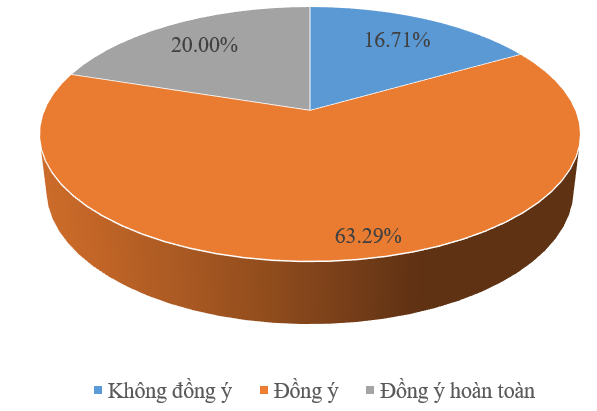 20.00%
16.71%
63.29%
Không đồng ý
Đồng ý
Đồng ý hoàn toàn